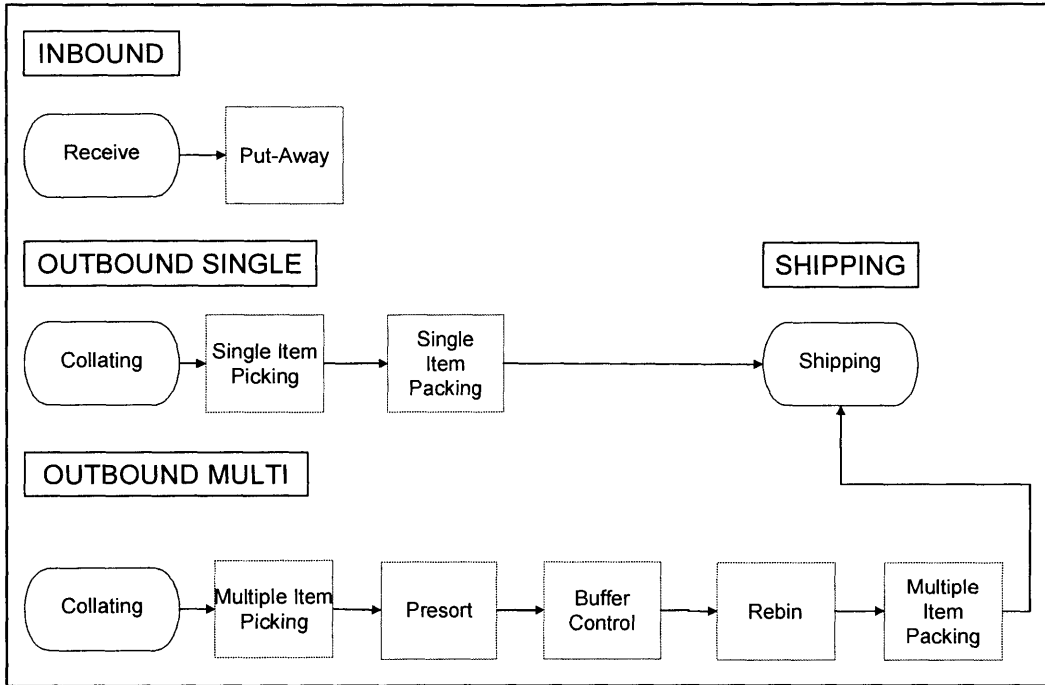 INBOUND
Receive
Put-Away
OUTBOUND SINGLE
SHIPPING
Collating
Single Item
Picking
Single
Item
Packing
Shipping
OUTBOUND MULTI
Collating
Multiple Item
Picking
Presort
Buffer
Control
Rebin
Multiple
Item
Packing